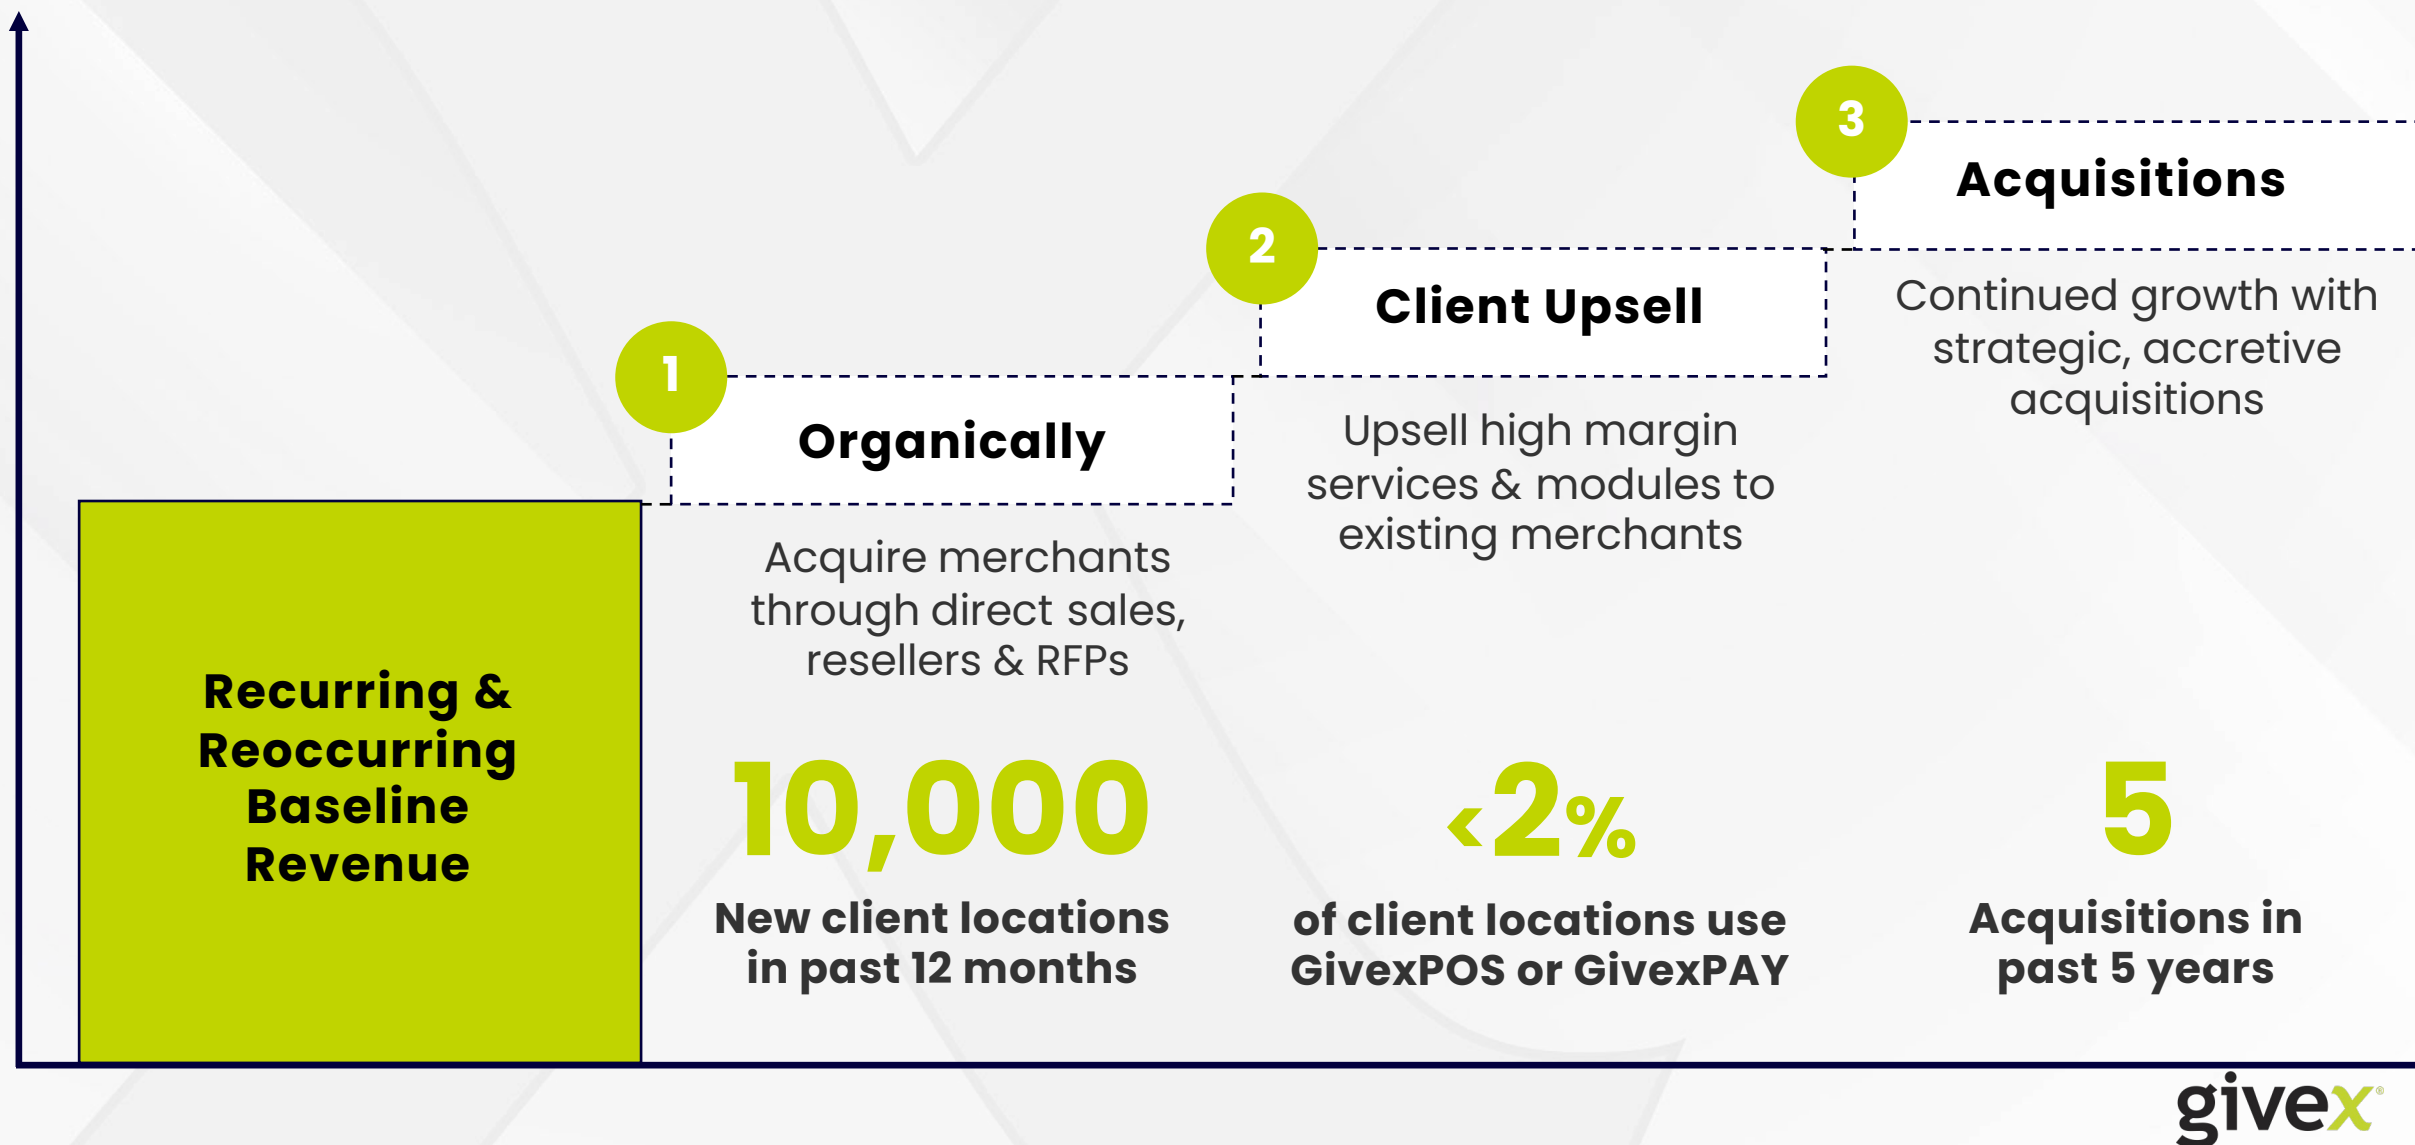 Recurring &
Reoccurring
Baseline
Revenue
1
Organically
Acquire merchants
through direct sales,
resellers & RFPs
10,000
New client locations
in past 12 months
2
Client Upsell
Upsell high margin
services & modules to
existing merchants
<2%
of client locations use
GivexPOS or GivexPAY
3
Acquisitions
Continued growth with
strategic, accretive
acquisitions
5
Acquisitions in
past 5 years
givex®